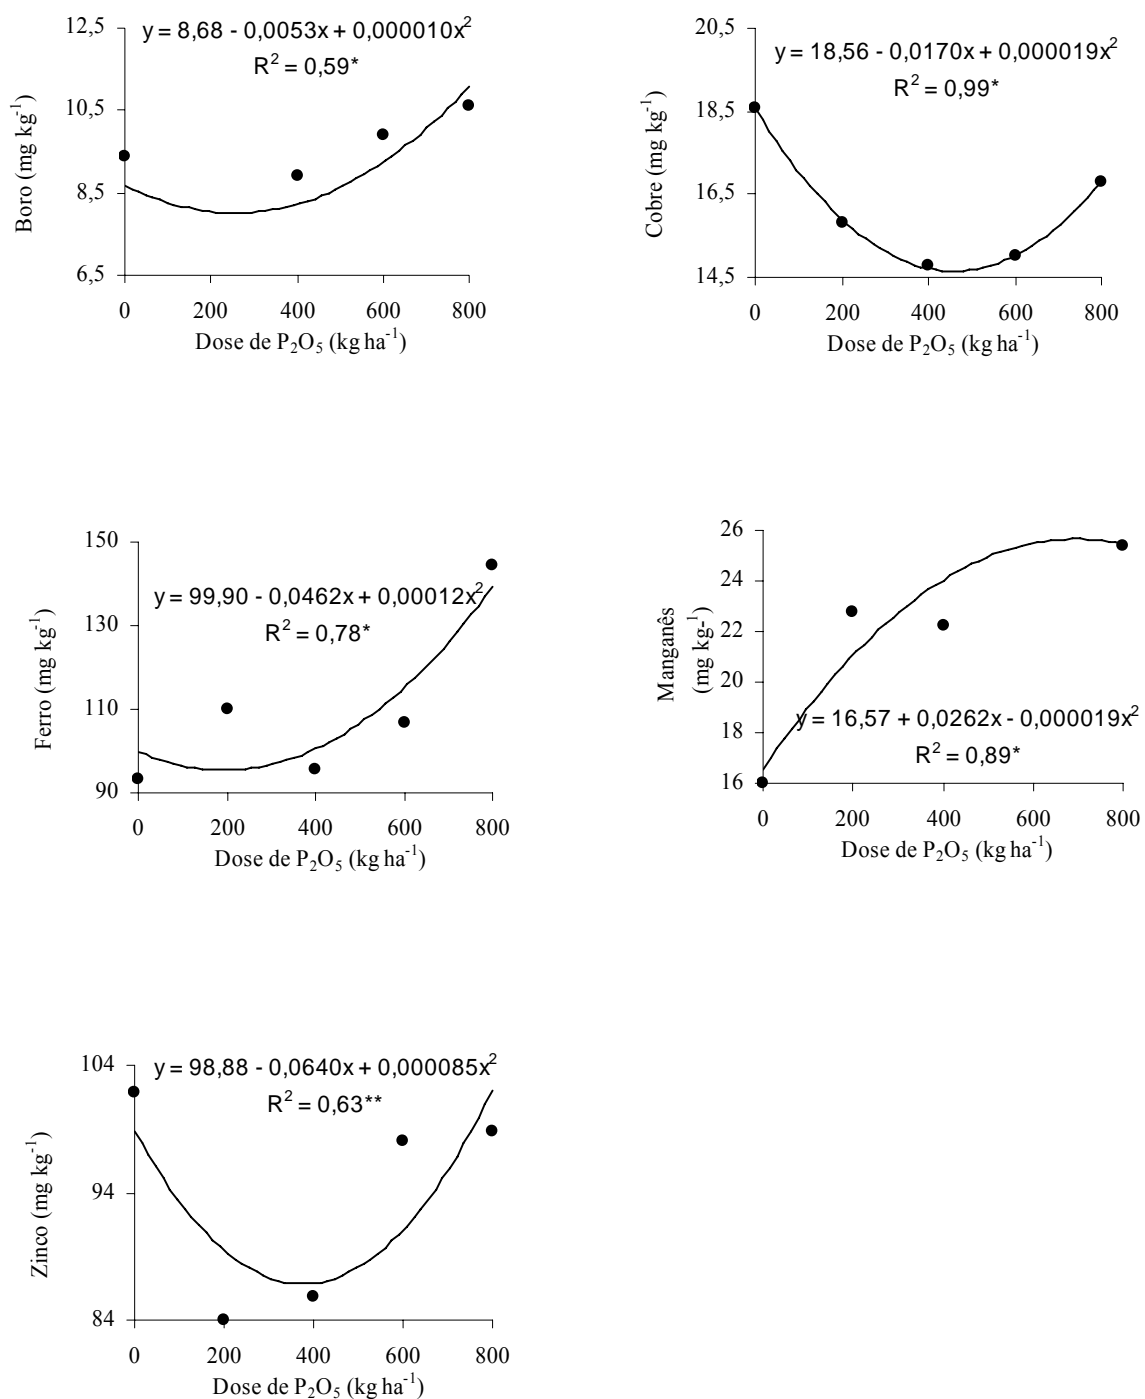 y = 8,68 - 0,0053x + 0,000010x²
R² = 0,59*
12,5
10,5
8,5
6,5
Boro (mg kg⁻¹)
0 200 400 600 800
Dose de P₂O₅ (kg ha⁻¹)
y = 18,56 - 0,0170x + 0,000019x²
R² = 0,99*
20,5
18,5
16,5
14,5
Cobre (mg kg⁻¹)
0 200 400 600 800
Dose de P₂O₅ (kg ha⁻¹)
y = 99,90 - 0,0462x + 0,00012x²
R² = 0,78*
150
130
110
90
Ferro (mg kg⁻¹)
0 200 400 600 800
Dose de P₂O₅ (kg ha⁻¹)
26
24
22
20
18
16
Manganês
(mg kg-¹)
y = 16,57 + 0,0262x - 0,000019x²
R² = 0,89*
0 200 400 600 800
Dose de P₂O₅ (kg ha⁻¹)
y = 98,88 - 0,0640x + 0,000085x²
R² = 0,63**
104
94
84
Zinco (mg kg⁻¹)
0 200 400 600 800
Dose de P₂O₅ (kg ha⁻¹)